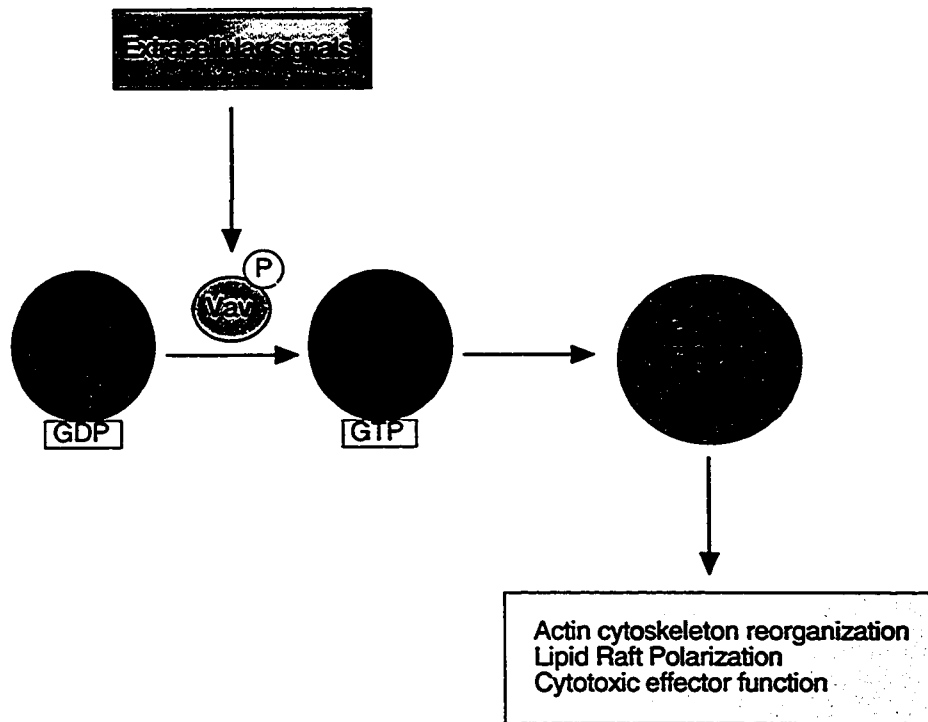 Extracellular signals
P
Vav
GDP
GTP
Actin cytoskeleton reorganization
Lipid Raft Polarization
Cytotoxic effector function